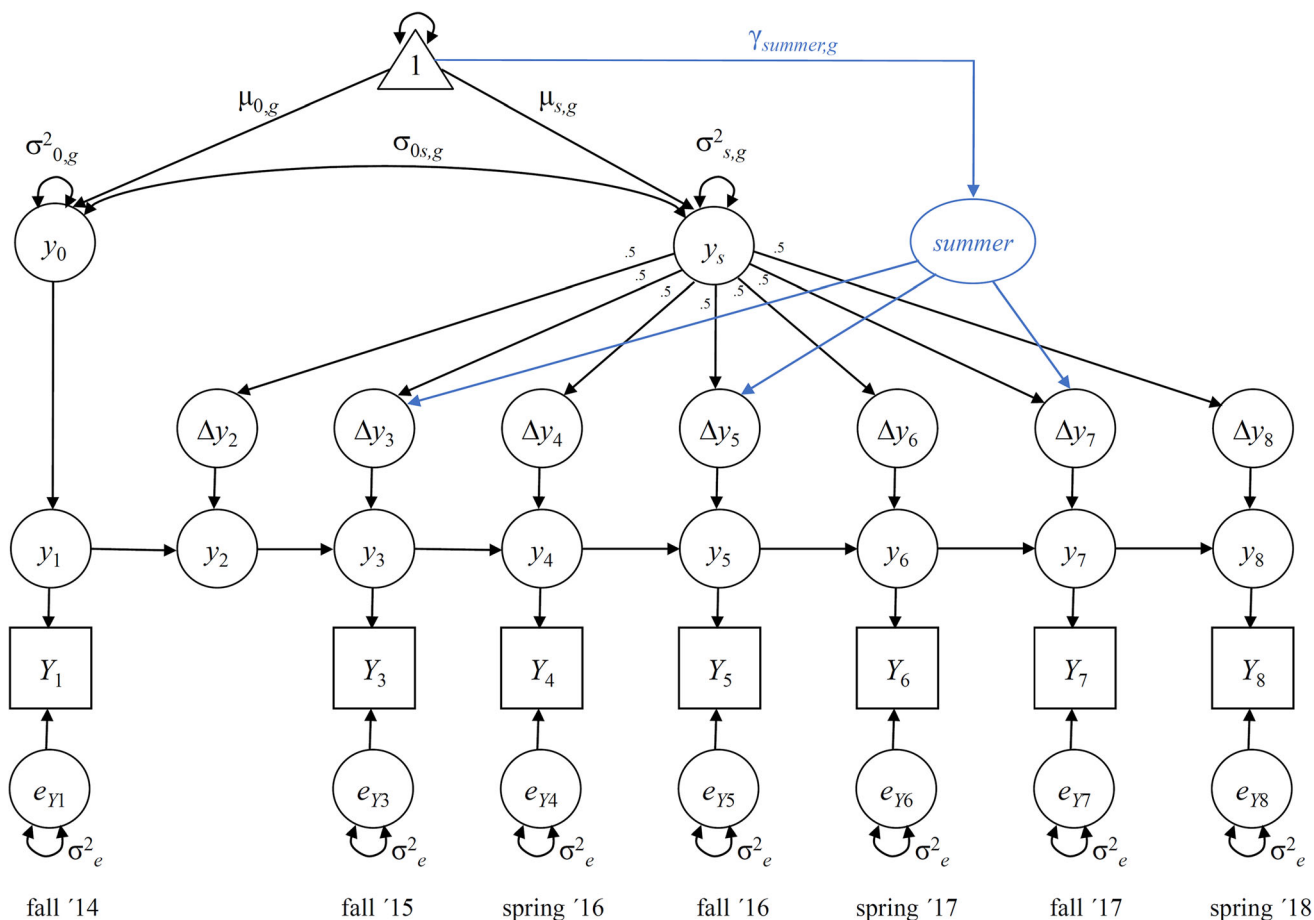 1
γsummer,g
μ0,g
μs,g
σ²0,g
σ0s,g
σ²s,g
y0
ys
summer
.5 .5 .5 .5 .5 .5 .5
Δy2 Δy3 Δy4 Δy5 Δy6 Δy7 Δy8
y1 y2 y3 y4 y5 y6 y7 y8
Y1 Y3 Y4 Y5 Y6 Y7 Y8
eY1 eY3 eY4 eY5 eY6 eY7 eY8
σ²e σ²e σ²e σ²e σ²e σ²e σ²e
fall ´14 fall ´15 spring ´16 fall ´16 spring ´17 fall ´17 spring ´18